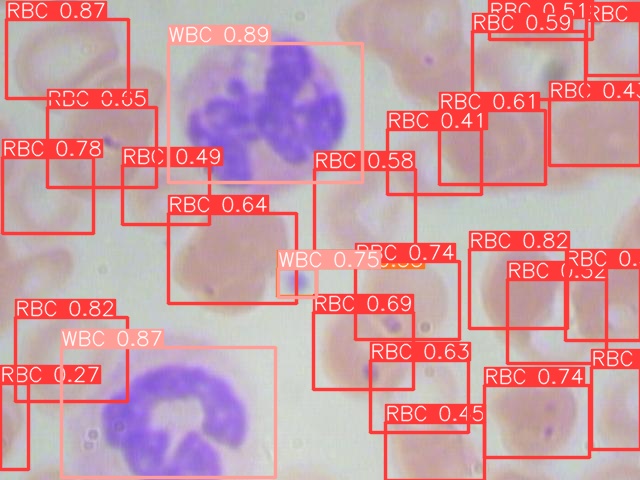 RBC 0.87
RBC 0.51
RBC
RBC 0.59
WBC 0.89
RBC 0.65
RBC 0.61
RBC 0.41
RBC 0.78
RBC 0.49
RBC 0.58
RBC 0.64
RBC 0.82
RBC 0.74
WBC 0.75
RBC 0.
RBC
RBC 0.82
RBC 0.69
WBC 0.87
RBC 0.63
RBC
RBC 0.27
RBC 0.74
RBC 0.45